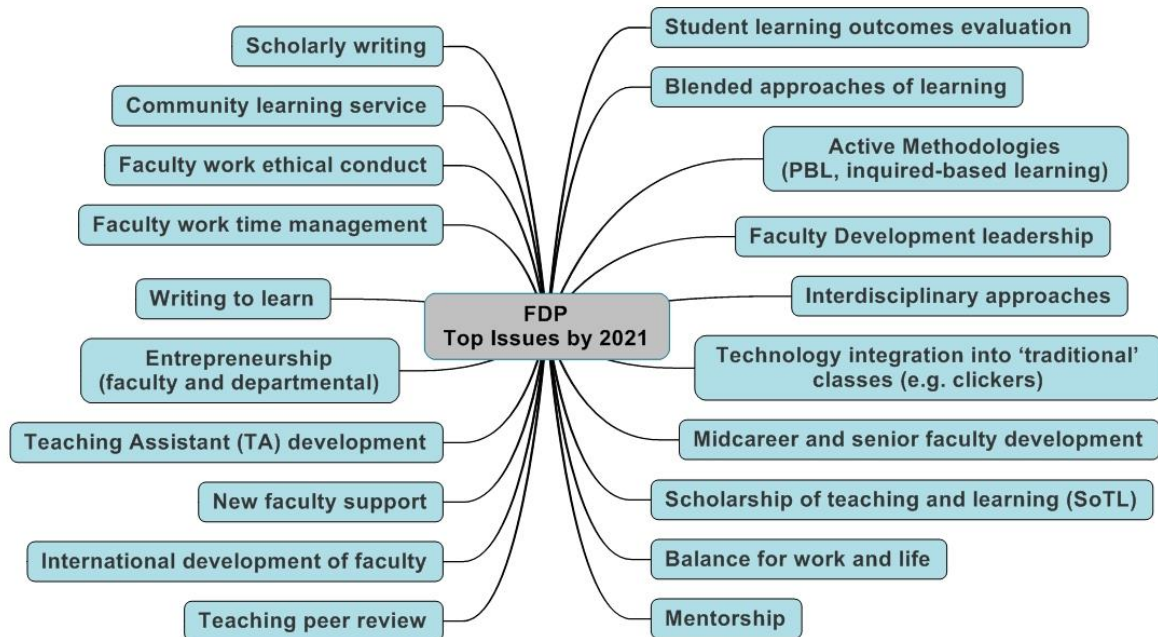 Scholarly writing
Community learning service
Faculty work ethical conduct
Faculty work time management
Writing to learn
Entrepreneurship
(faculty and departmental)
Teaching Assistant (TA) development
New faculty support
International development of faculty
Teaching peer review
FDP
Top Issues by 2021
Student learning outcomes evaluation
Blended approaches of learning
Active Methodologies
(PBL, inquired-based learning)
Faculty Development leadership
Interdisciplinary approaches
Technology integration into ‘traditional’
classes (e.g. clickers)
Midcareer and senior faculty development
Scholarship of teaching and learning (SoTL)
Balance for work and life
Mentorship